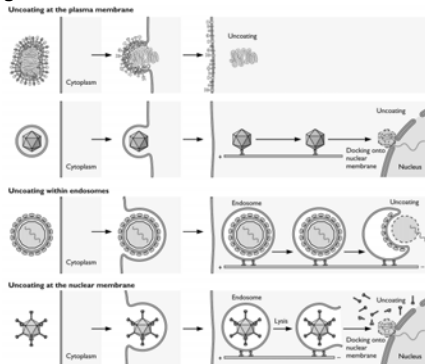 Uncoating at the plasma membrane
Uncoating
Cytoplasm
Uncoating
Cytoplasm
Docking onto
nuclear
membrane
Nucleus
Uncoating within endosomes
Endosome
Uncoating
Cytoplasm
Uncoating at the nuclear membrane
Endosome
Uncoating
Lysis
Cytoplasm
Docking onto
nuclear
membrane
Nucleus